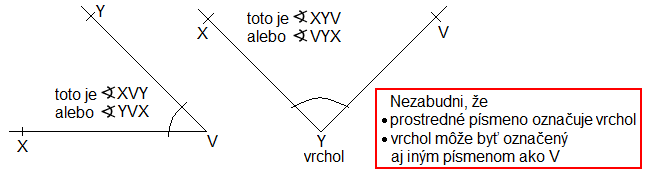 Y
toto je ∢XVY
alebo ∢YVX
X
V
toto je ∢XYV
alebo ∢VYX
X
V
Y
vrchol
Nezabudni, že
• prostredné písmeno označuje vrchol
• vrchol môže byť označený
aj iným písmenom ako V